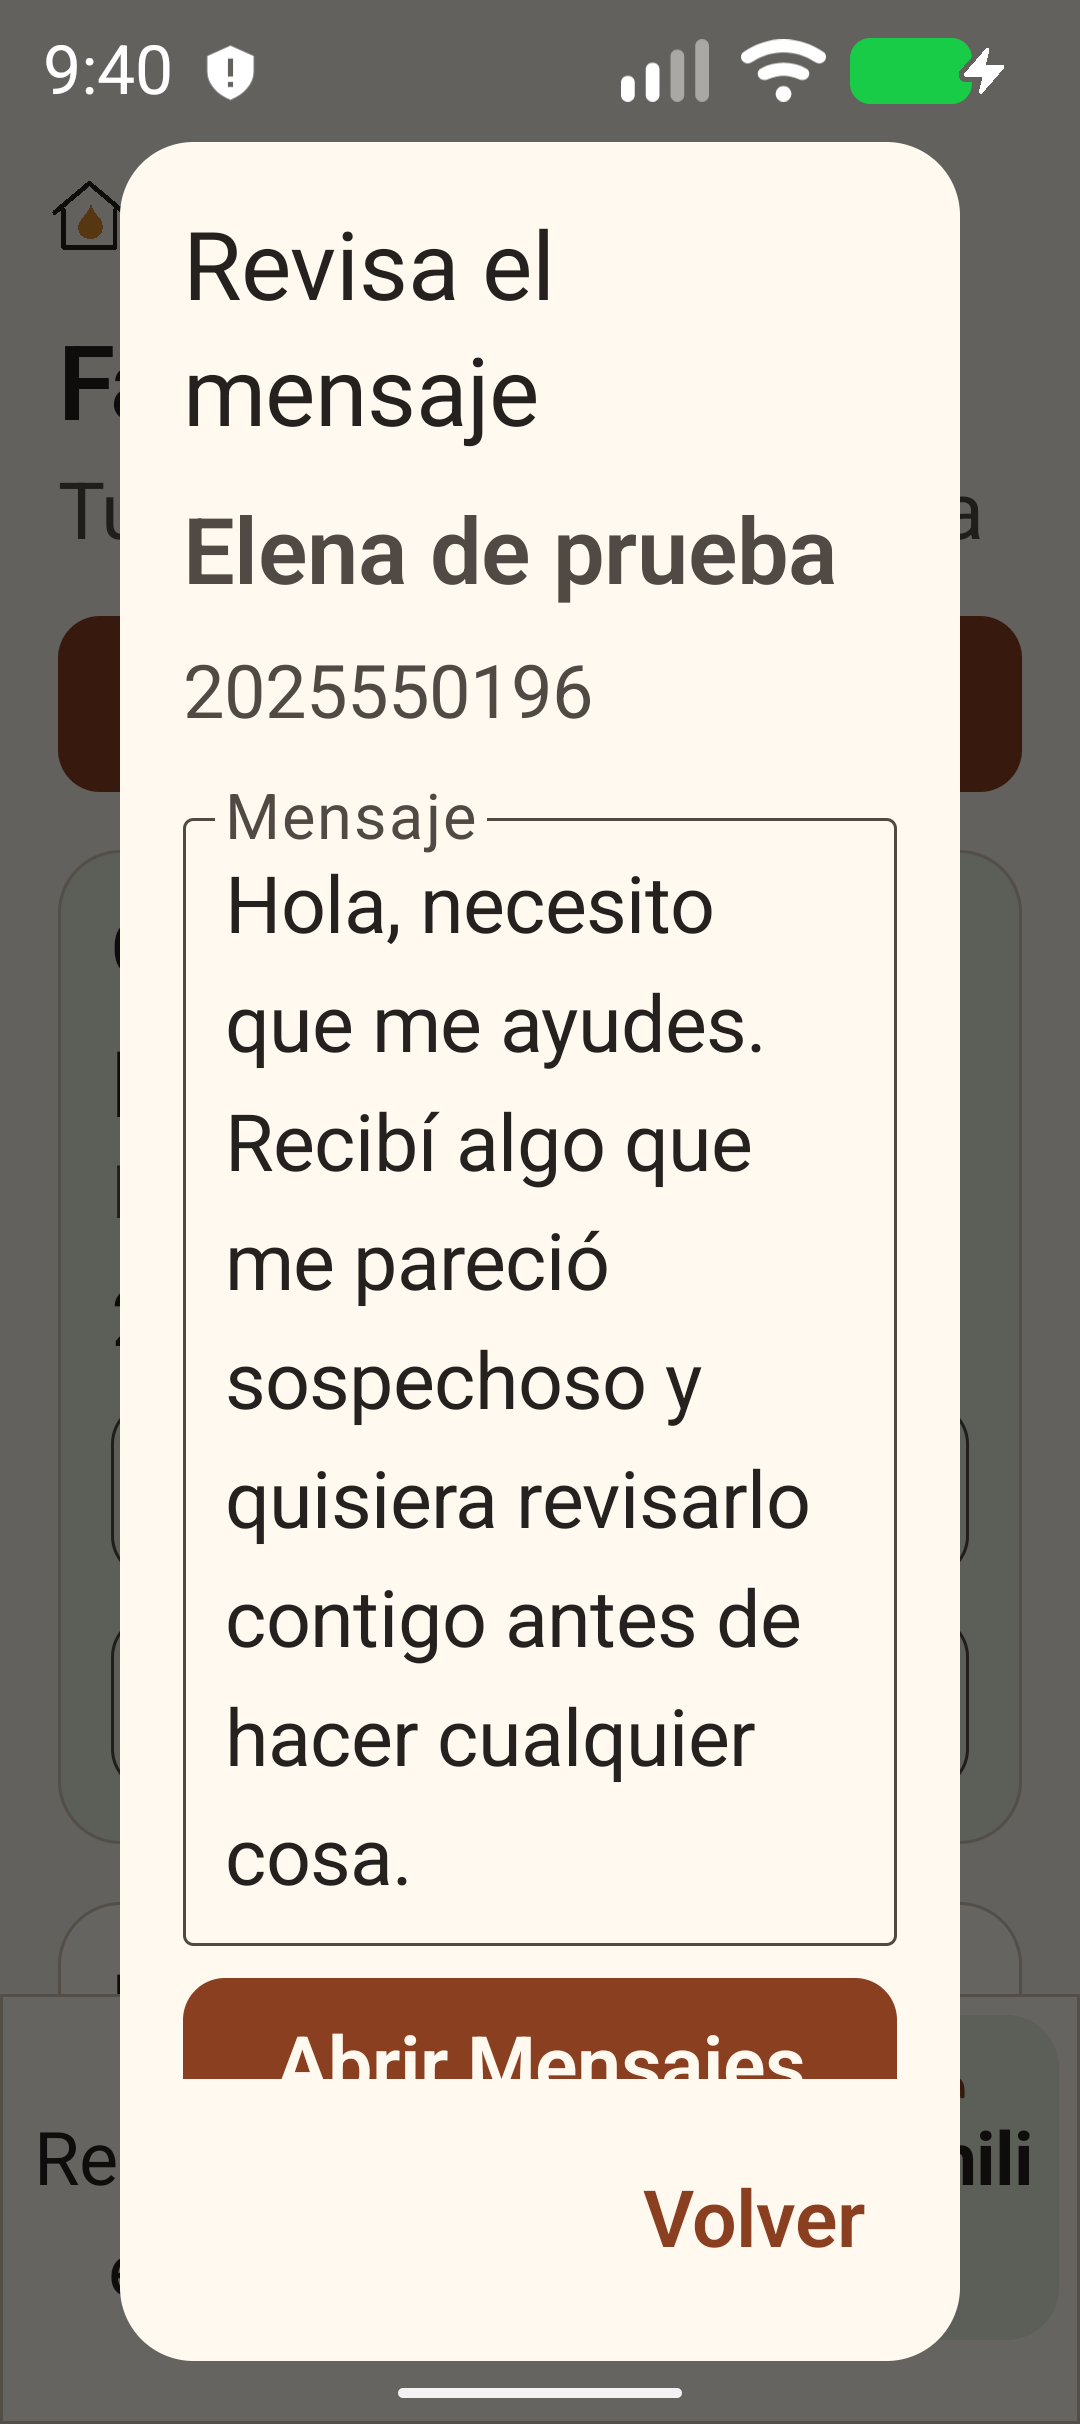 9:40
Revisa el
mensaje
Elena de prueba
2025550196
Mensaje
Hola, necesito
que me ayudes.
Recibí algo que
me pareció
sospechoso y
quisiera revisarlo
contigo antes de
hacer cualquier
cosa.
Abrir Mensajes
Volver